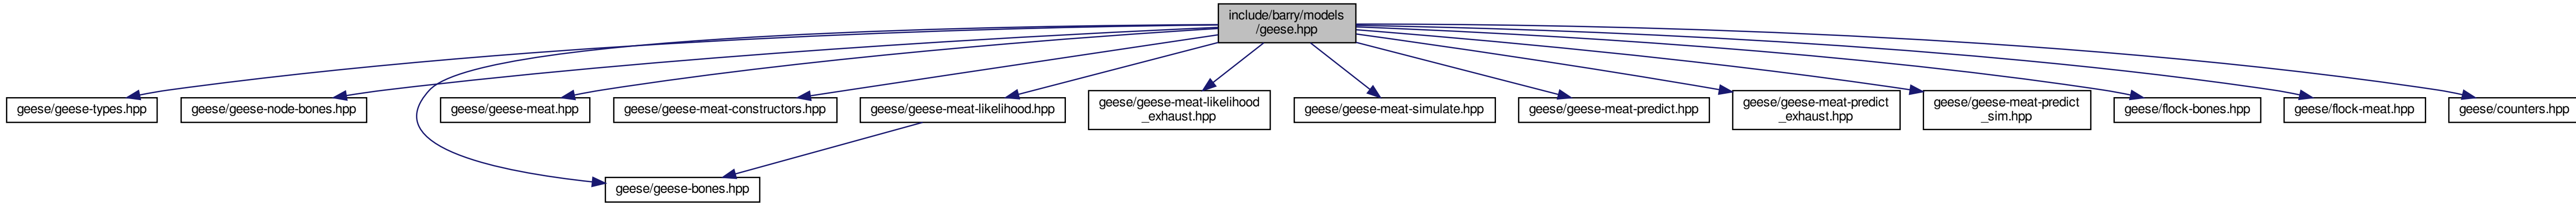 include/barry/models
/geese.hpp
geese/geese-types.hpp
geese/geese-node-bones.hpp
geese/geese-meat.hpp
geese/geese-meat-constructors.hpp
geese/geese-meat-likelihood.hpp
geese/geese-meat-likelihood
_exhaust.hpp
geese/geese-meat-simulate.hpp
geese/geese-meat-predict.hpp
geese/geese-meat-predict
_exhaust.hpp
geese/geese-meat-predict
_sim.hpp
geese/flock-bones.hpp
geese/flock-meat.hpp
geese/counters.hpp
geese/geese-bones.hpp